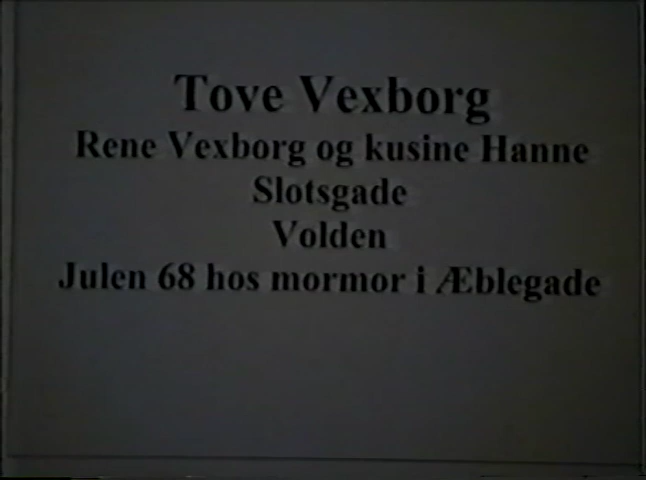 Tove Vexborg
Rene Vexborg og kusine Hanne
Slotsgade
Volden
Julen 68 hos mormor i Æblegade